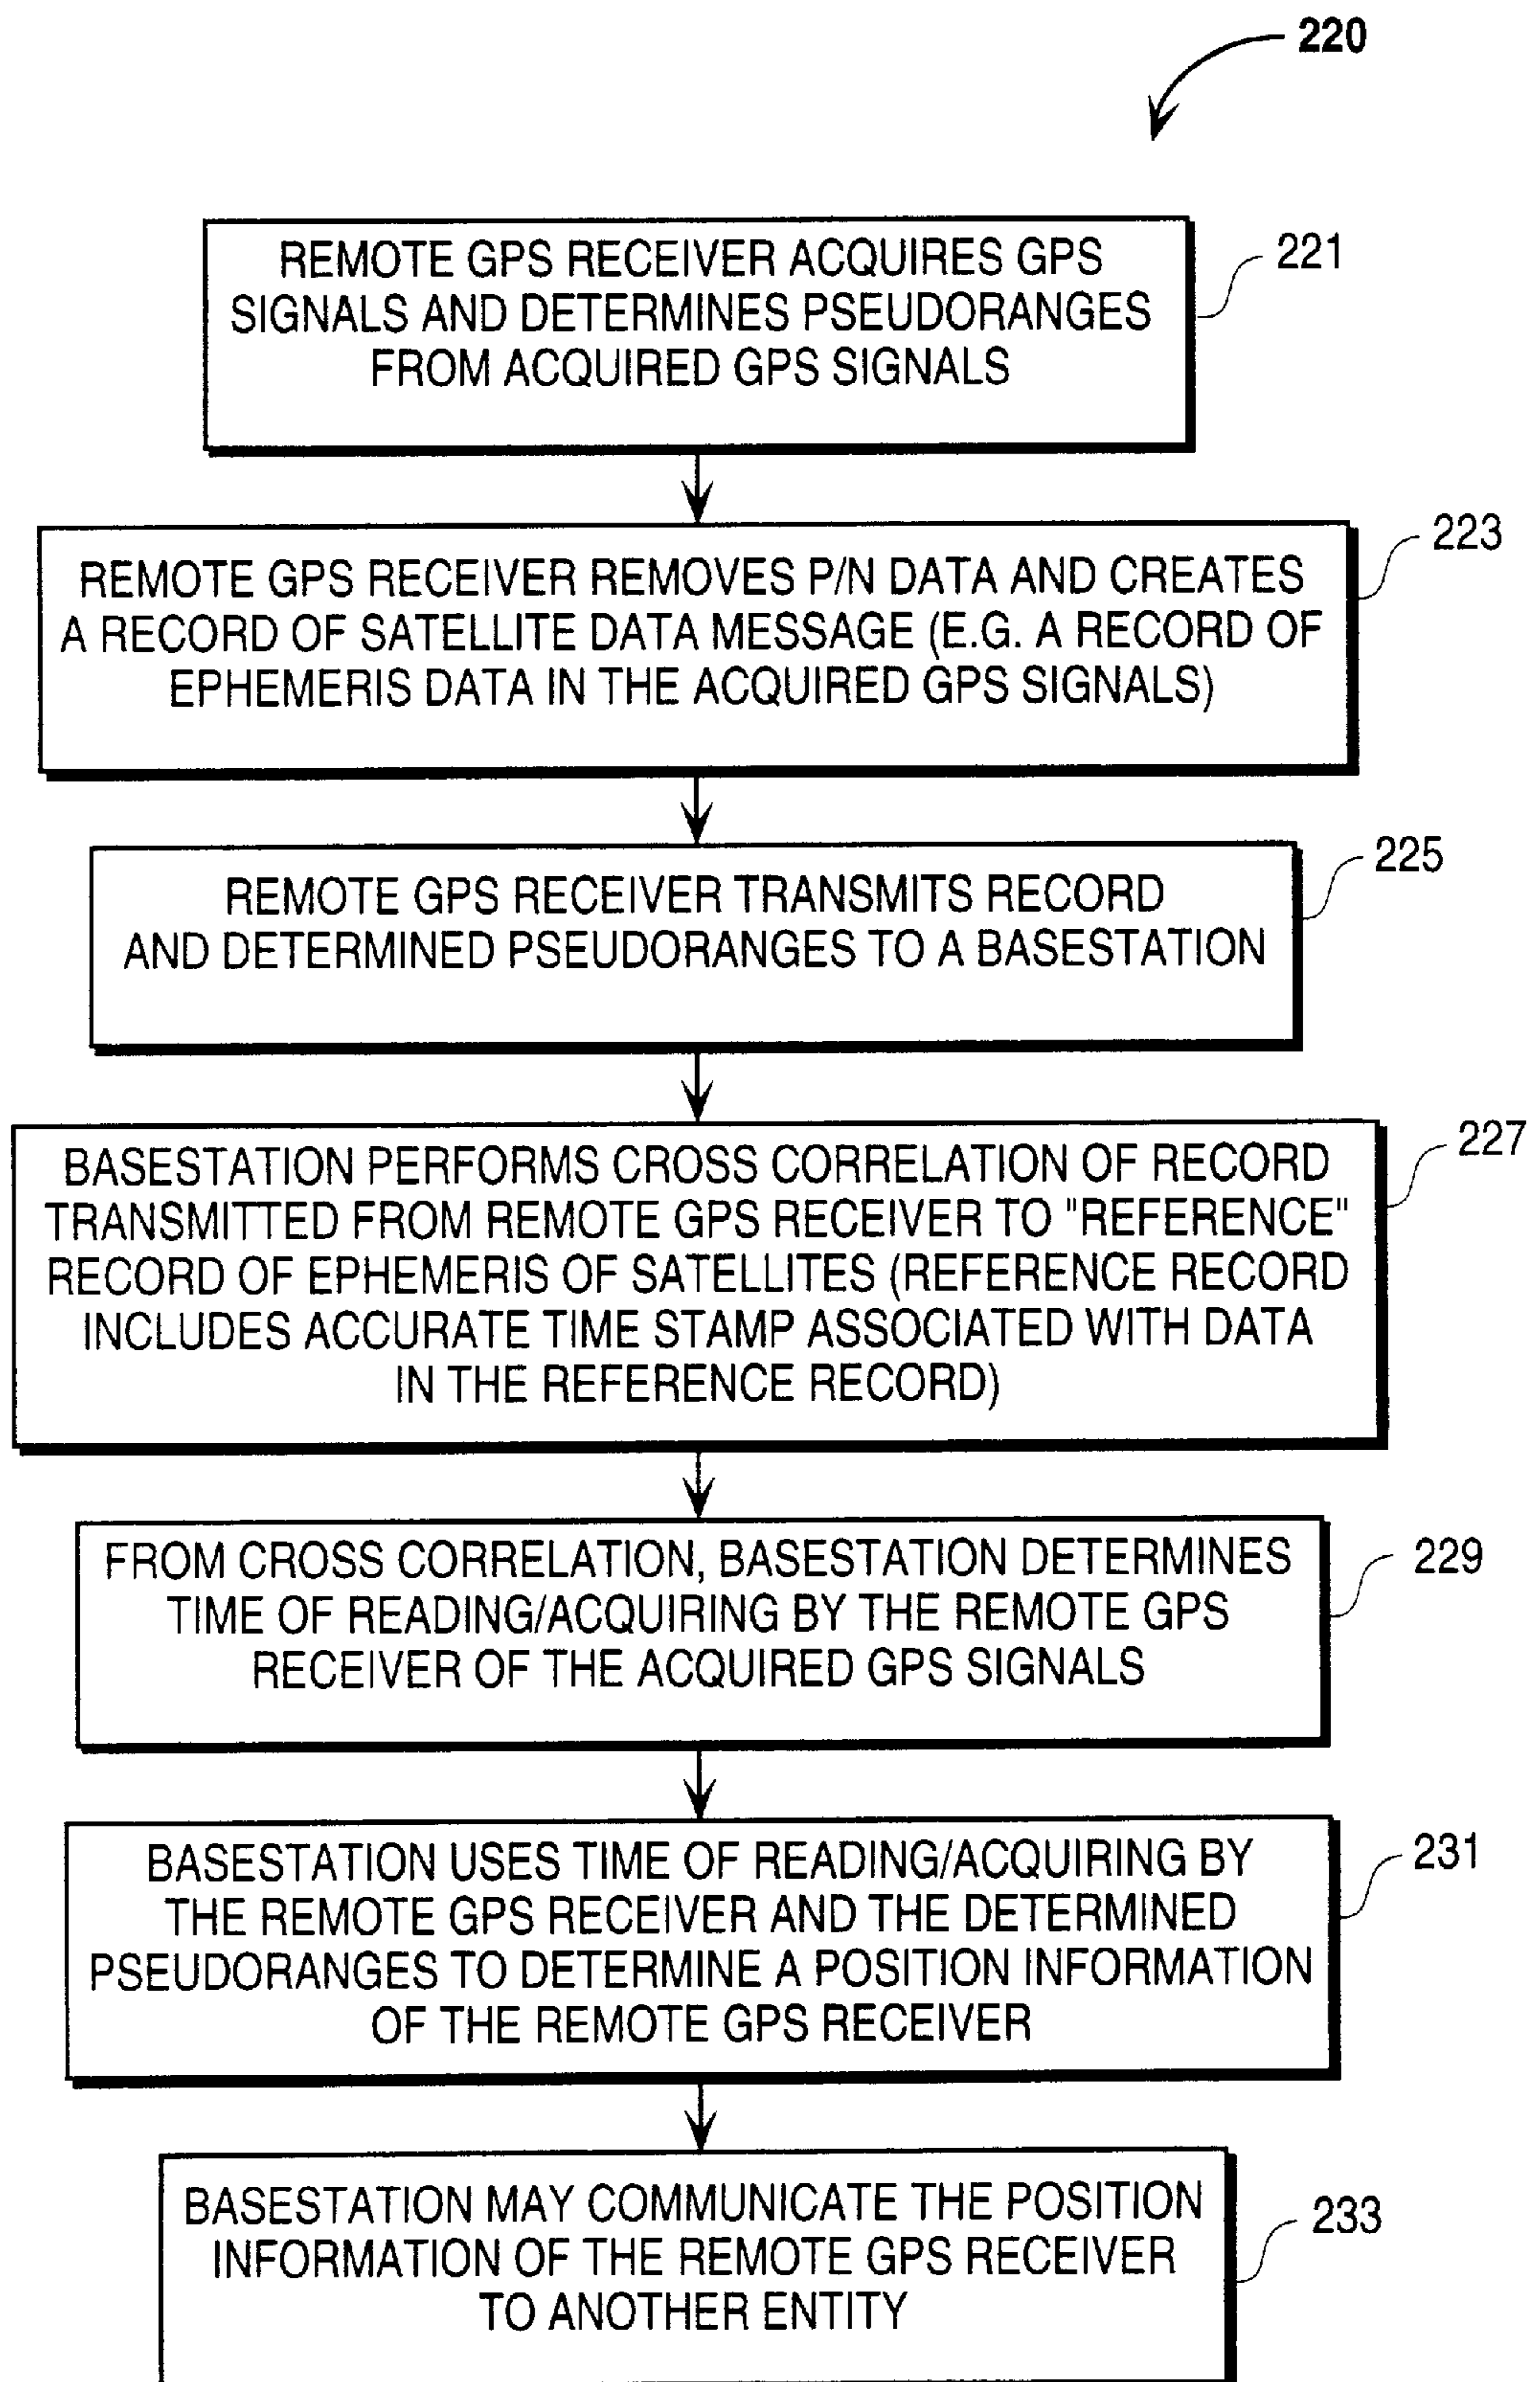 220
REMOTE GPS RECEIVER ACQUIRES GPS
SIGNALS AND DETERMINES PSEUDORANGES
FROM ACQUIRED GPS SIGNALS
221
REMOTE GPS RECEIVER REMOVES P/N DATA AND CREATES
A RECORD OF SATELLITE DATA MESSAGE (E.G. A RECORD OF
EPHEMERIS DATA IN THE ACQUIRED GPS SIGNALS)
223
REMOTE GPS RECEIVER TRANSMITS RECORD
AND DETERMINED PSEUDORANGES TO A BASESTATION
225
BASESTATION PERFORMS CROSS CORRELATION OF RECORD
TRANSMITTED FROM REMOTE GPS RECEIVER TO "REFERENCE"
RECORD OF EPHEMERIS OF SATELLITES (REFERENCE RECORD
INCLUDES ACCURATE TIME STAMP ASSOCIATED WITH DATA
IN THE REFERENCE RECORD)
227
FROM CROSS CORRELATION, BASESTATION DETERMINES
TIME OF READING/ACQUIRING BY THE REMOTE GPS
RECEIVER OF THE ACQUIRED GPS SIGNALS
229
BASESTATION USES TIME OF READING/ACQUIRING BY
THE REMOTE GPS RECEIVER AND THE DETERMINED
PSEUDORANGES TO DETERMINE A POSITION INFORMATION
OF THE REMOTE GPS RECEIVER
231
BASESTATION MAY COMMUNICATE THE POSITION
INFORMATION OF THE REMOTE GPS RECEIVER
TO ANOTHER ENTITY
233